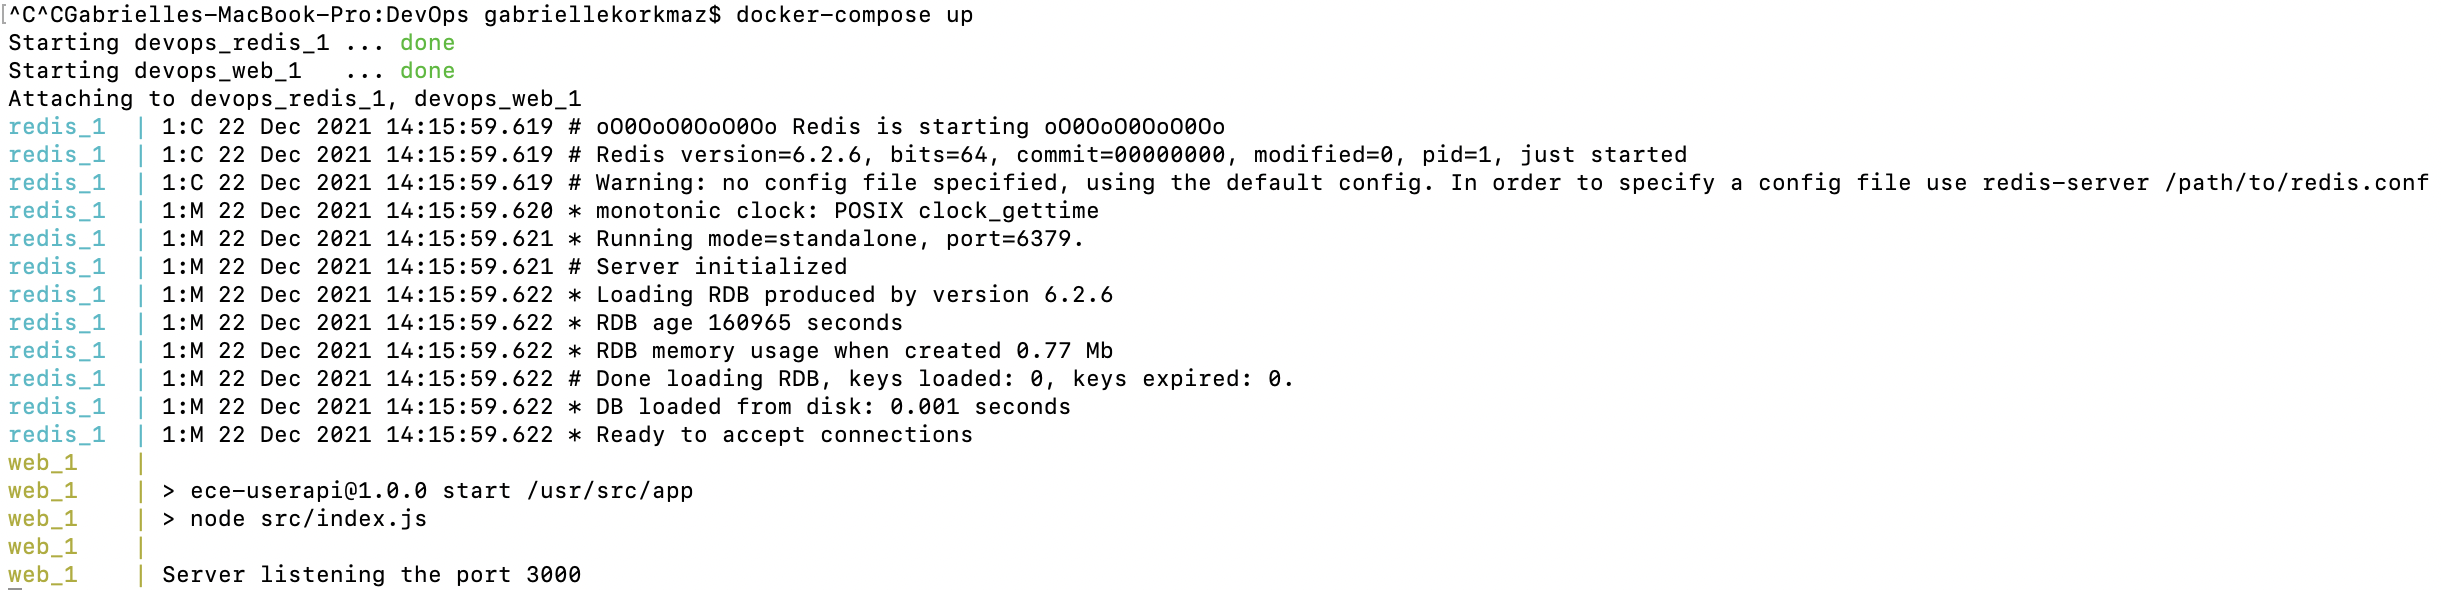 ^C^CGabrielles-MacBook-Pro:DevOps gabriellekorkmaz$ docker-compose up
Starting devops_redis_1 ... done
Starting devops_web_1   ... done
Attaching to devops_redis_1, devops_web_1
redis_1  | 1:C 22 Dec 2021 14:15:59.619 # oO0OoO0OoO0Oo Redis is starting oO0OoO0OoO0Oo
redis_1  | 1:C 22 Dec 2021 14:15:59.619 # Redis version=6.2.6, bits=64, commit=00000000, modified=0, pid=1, just started
redis_1  | 1:C 22 Dec 2021 14:15:59.619 # Warning: no config file specified, using the default config. In order to specify a config file use redis-server /path/to/redis.conf
redis_1  | 1:M 22 Dec 2021 14:15:59.620 * monotonic clock: POSIX clock_gettime
redis_1  | 1:M 22 Dec 2021 14:15:59.621 * Running mode=standalone, port=6379.
redis_1  | 1:M 22 Dec 2021 14:15:59.621 # Server initialized
redis_1  | 1:M 22 Dec 2021 14:15:59.622 * Loading RDB produced by version 6.2.6
redis_1  | 1:M 22 Dec 2021 14:15:59.622 * RDB age 160965 seconds
redis_1  | 1:M 22 Dec 2021 14:15:59.622 * RDB memory usage when created 0.77 Mb
redis_1  | 1:M 22 Dec 2021 14:15:59.622 # Done loading RDB, keys loaded: 0, keys expired: 0.
redis_1  | 1:M 22 Dec 2021 14:15:59.622 * DB loaded from disk: 0.001 seconds
redis_1  | 1:M 22 Dec 2021 14:15:59.622 * Ready to accept connections
web_1    |
web_1    | > ece-userapi@1.0.0 start /usr/src/app
web_1    | > node src/index.js
web_1    |
web_1    | Server listening the port 3000